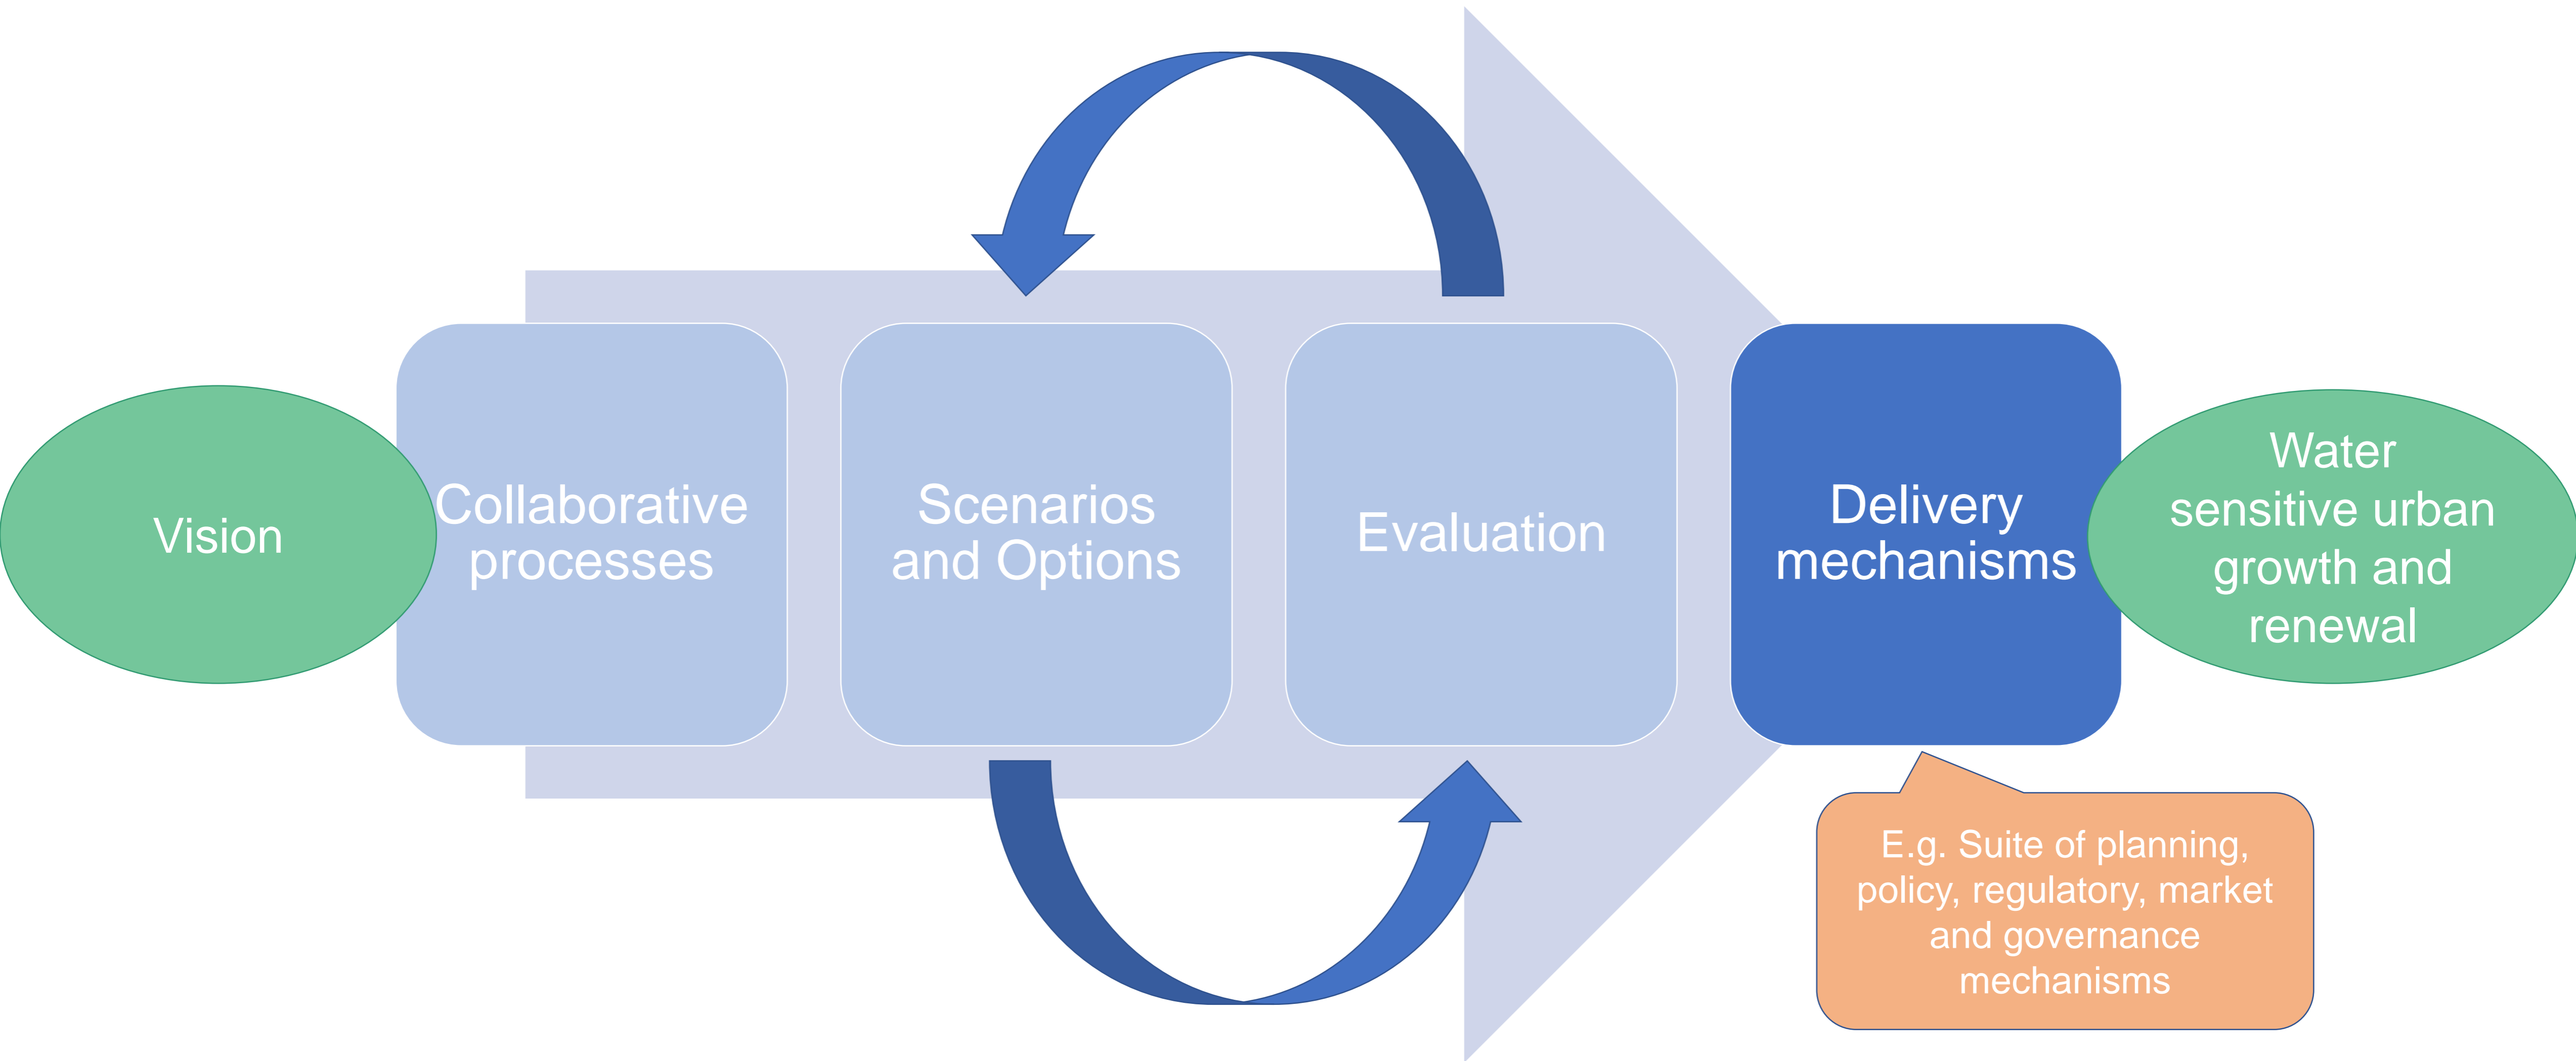 Vision
Collaborative
processes
Scenarios
and Options
Evaluation
Delivery
mechanisms
Water
sensitive urban
growth and
renewal
E.g. Suite of planning,
policy, regulatory, market
and governance
mechanisms